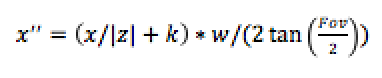 x'' = (x/|z| + k) * w/(2 tan (Fov/2))